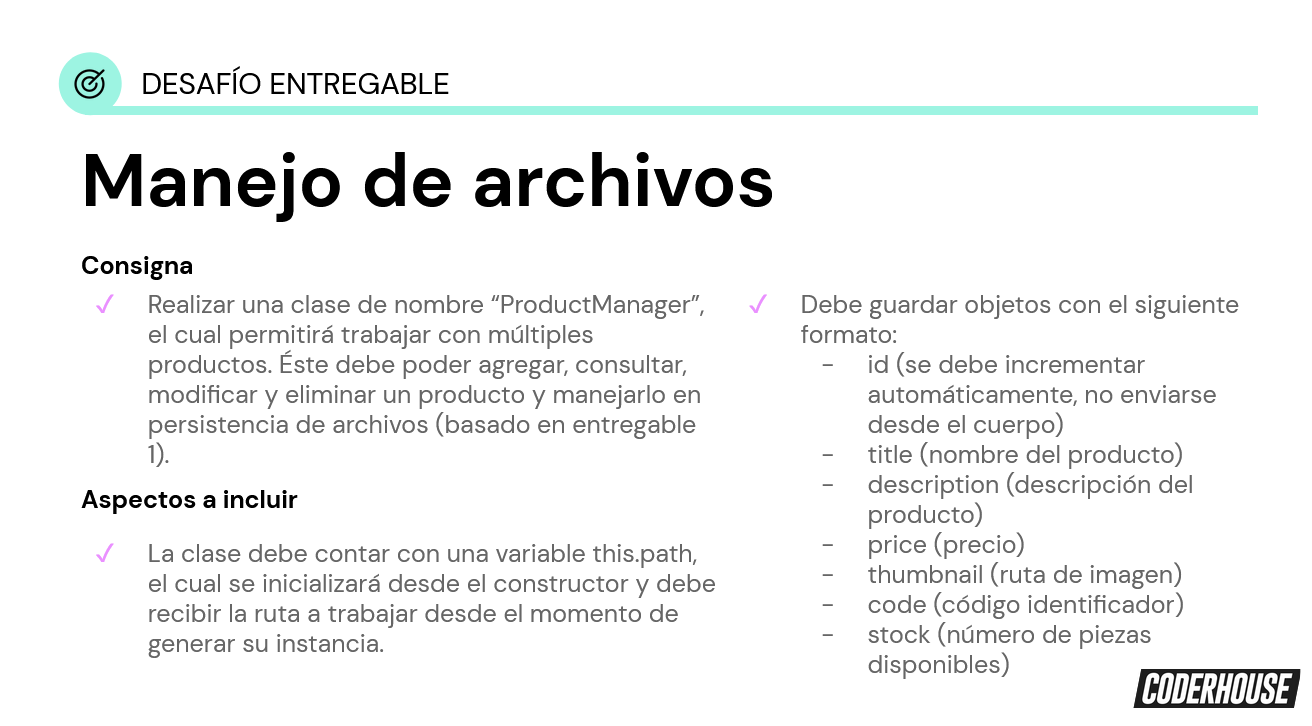 DESAFÍO ENTREGABLE
Manejo de archivos
Consigna
✓ Realizar una clase de nombre “ProductManager”,
el cual permitirá trabajar con múltiples
productos. Éste debe poder agregar, consultar,
modificar y eliminar un producto y manejarlo en
persistencia de archivos (basado en entregable
1).
Aspectos a incluir
✓ La clase debe contar con una variable this.path,
el cual se inicializará desde el constructor y debe
recibir la ruta a trabajar desde el momento de
generar su instancia.
✓ Debe guardar objetos con el siguiente
formato:
- id (se debe incrementar
automáticamente, no enviarse
desde el cuerpo)
- title (nombre del producto)
- description (descripción del
producto)
- price (precio)
- thumbnail (ruta de imagen)
- code (código identificador)
- stock (número de piezas
disponibles)
CODERHOUSE